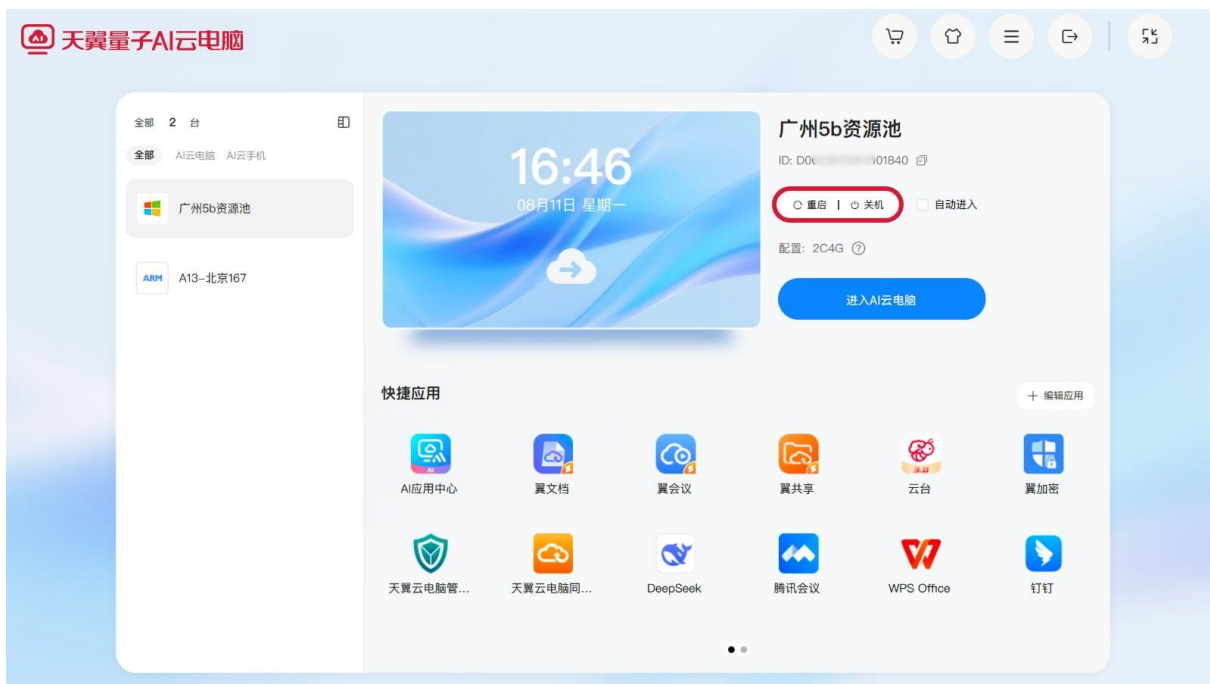 天翼量子AI云电脑
全部 2 台
全部 AI云电脑 AI云手机
广州5b资源池
ARM A13-北京167
16:46
08月11日 星期一
广州5b资源池
ID: D0 01840
重启 | 关机 自动进入
配置: 2C4G
进入AI云电脑
快捷应用
+ 编辑应用
AI应用中心 翼文档 翼会议 翼共享 云台 翼加密
天翼云电脑管... 天翼云电脑同... DeepSeek 腾讯会议 WPS Office 钉钉